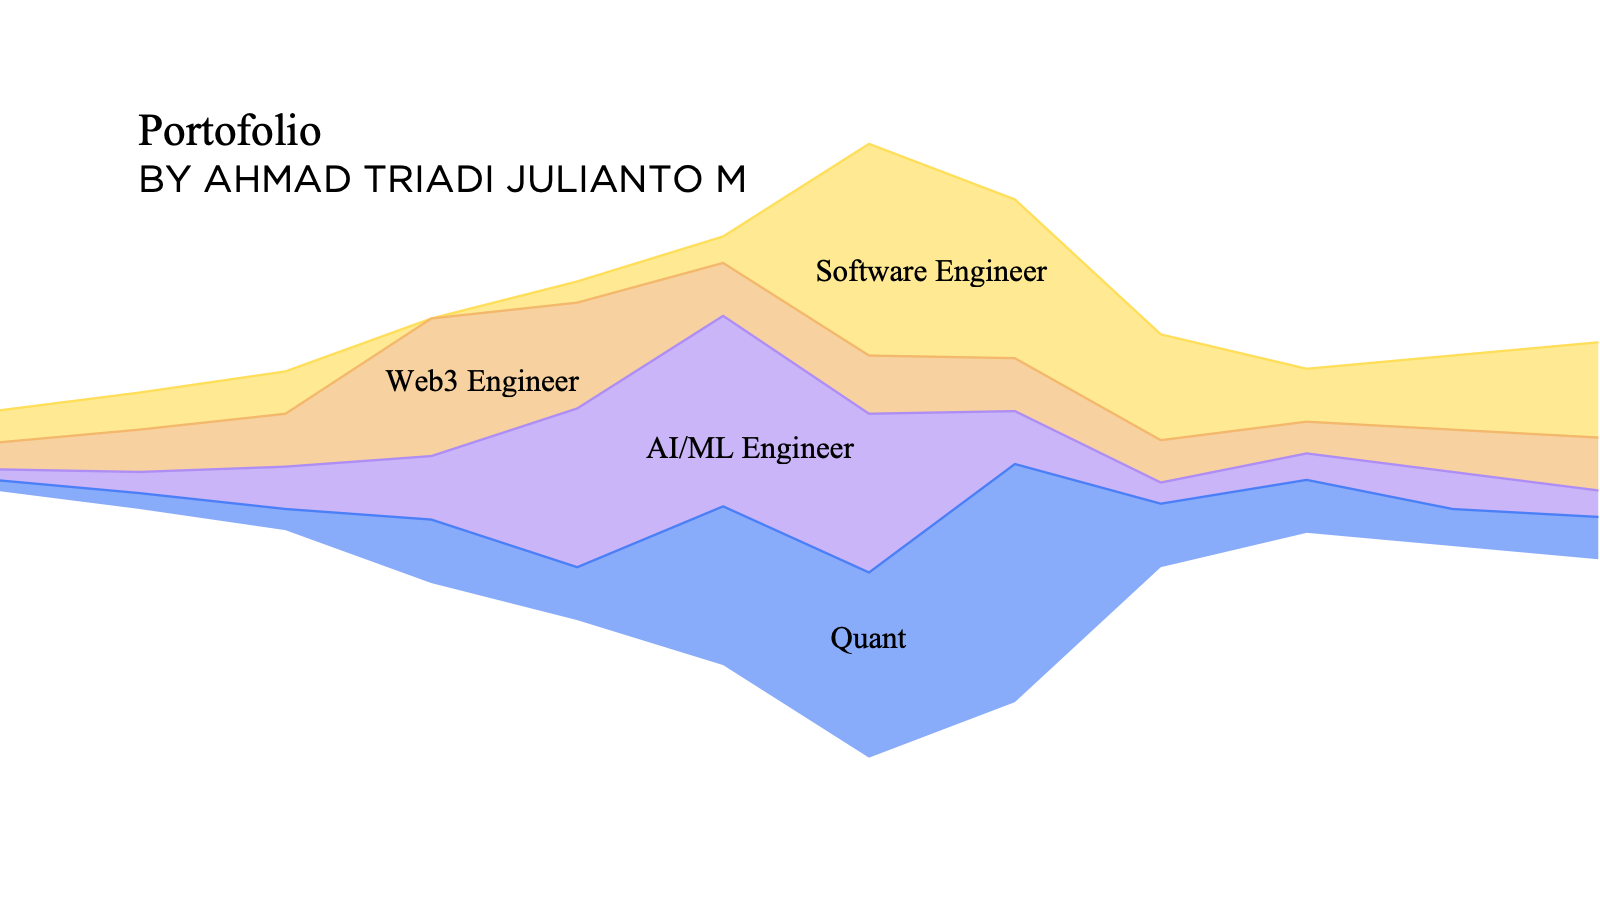 Portofolio
BY AHMAD TRIADI JULIANTO M
Software Engineer
Web3 Engineer
AI/ML Engineer
Quant